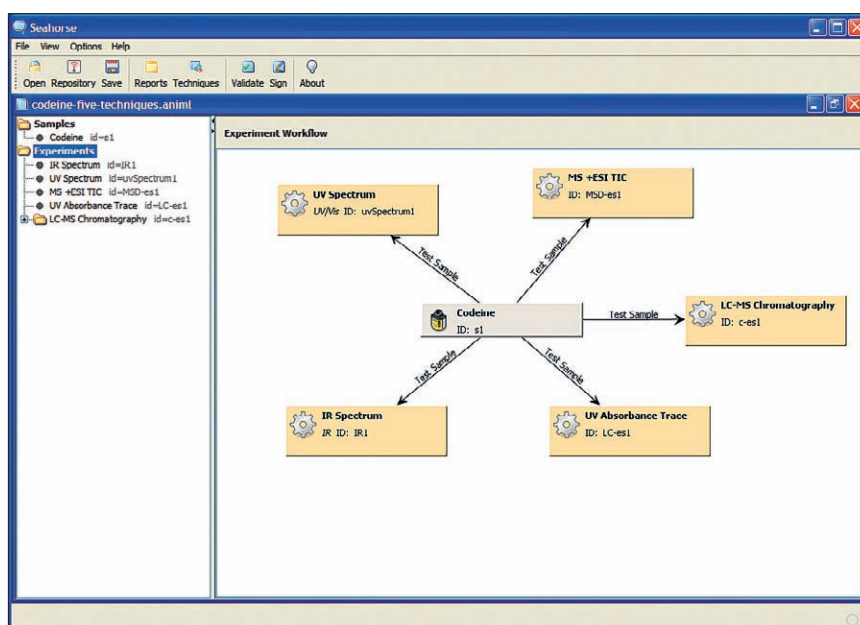 Seahorse
File View Options Help
Open Repository Save Reports Techniques Validate Sign About
codeine-five-techniques.animl
Samples
Codeine id=s1
Experiments
IR Spectrum id=IR1
UV Spectrum id=uvSpectrum1
MS +ESI TIC id=MSD-es1
UV Absorbance Trace id=LC-es1
LC-MS Chromatography id=c-es1
Experiment Workflow
MS +ESI TIC
ID: MSD-es1
UV Spectrum
UV/Vis ID: uvSpectrum1
Test Sample
Test Sample
LC-MS Chromatography
ID: c-es1
Codeine
ID: s1
Test Sample
Test Sample
Test Sample
IR Spectrum
IR ID: IR1
UV Absorbance Trace
ID: LC-es1